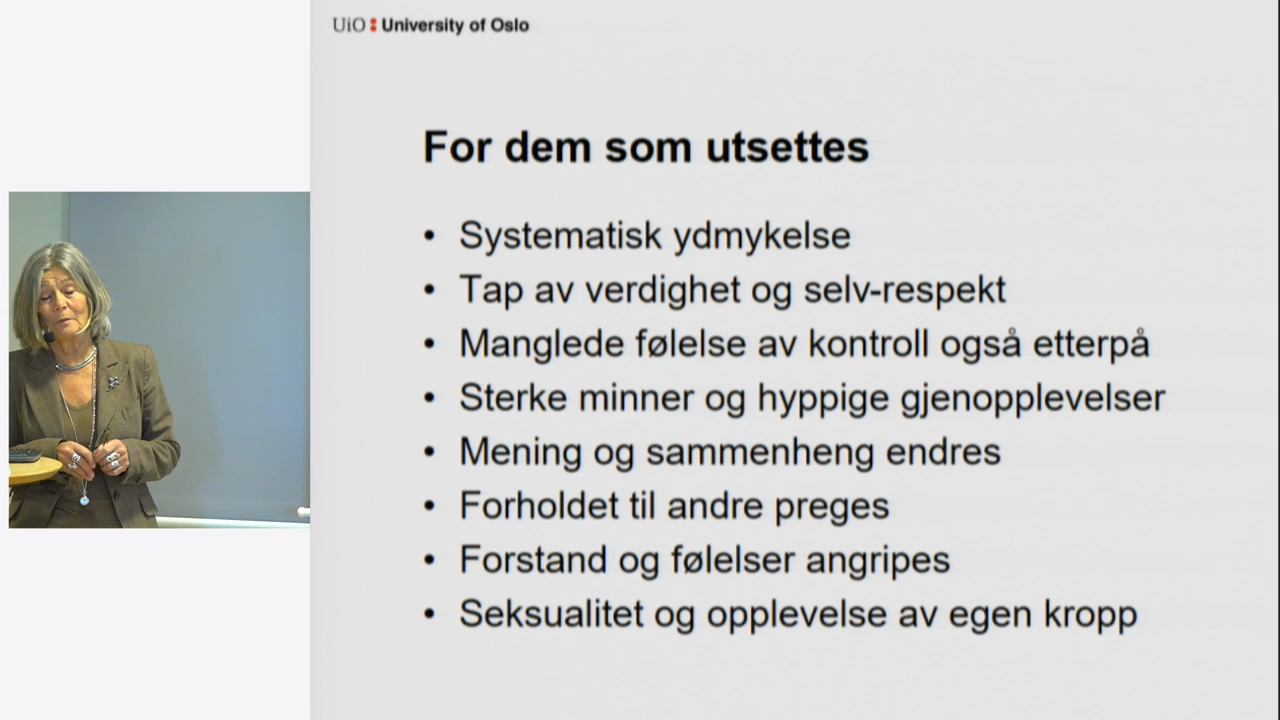 UiO : University of Oslo
For dem som utsettes
• Systematisk ydmykelse
• Tap av verdighet og selv-respekt
• Manglede følelse av kontroll også etterpå
• Sterke minner og hyppige gjenopplevelser
• Mening og sammenheng endres
• Forholdet til andre preges
• Forstand og følelser angripes
• Seksualitet og opplevelse av egen kropp